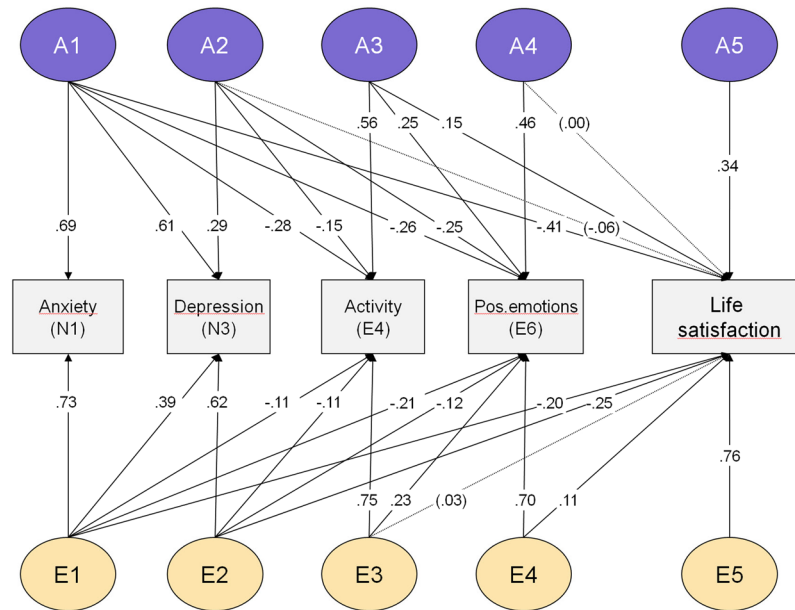 A1 A2 A3 A4 A5
.56 .25 .15 .46 (.00)
.34
.69 .61 .29 -.28 -.15 -.26 -.25 -.41 (-.06)
Anxiety Depression Activity Pos.emotions Life
(N1) (N3) (E4) (E6) satisfaction
.73 .39 .62 -.11 -.11 -.21 -.12 -.20 -.25
.76
.75 .23 (.03) .70 .11
E1 E2 E3 E4 E5